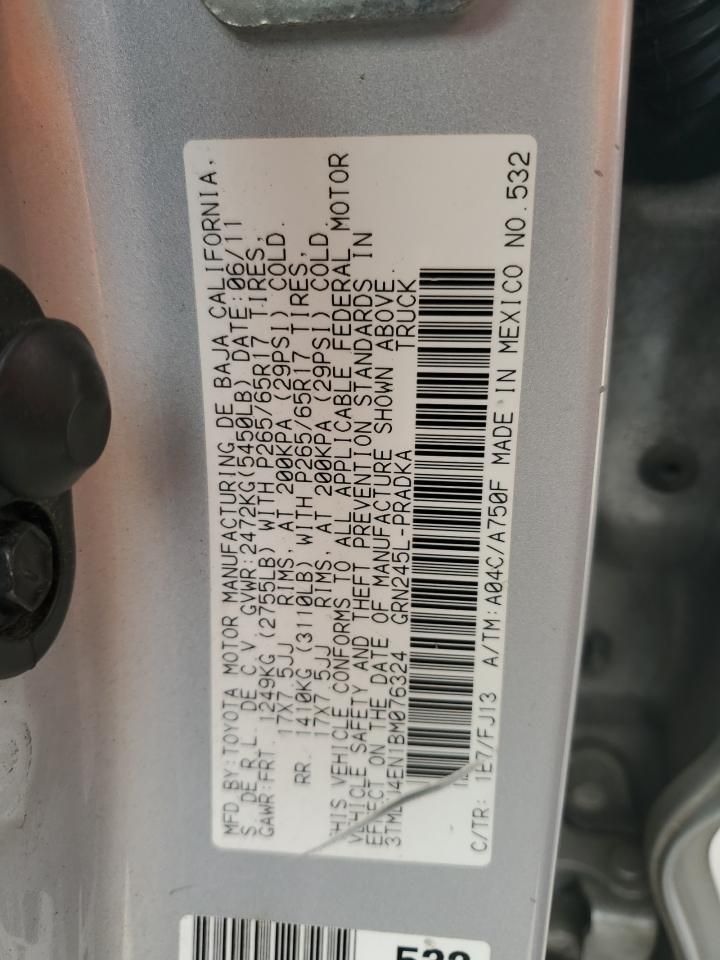 MFD.BY:TOYOTA MOTOR MANUFACTURING DE BAJA CALIFORNIA,
S. DE R.L. DE C.V. GVWR:2472KG(5450LB) DATE:06/11
GAWR:FRT. 1249KG (2755LB) WITH P265/65R17 TIRES,
17X7.5JJ RIMS, AT 200KPA (29PSI) COLD.
RR. 1410KG (3110LB) WITH P265/65R17 TIRES,
17X7.5JJ RIMS, AT 200KPA (29PSI) COLD.
THIS VEHICLE CONFORMS TO ALL APPLICABLE FEDERAL MOTOR
VEHICLE SAFETY AND THEFT PREVENTION STANDARDS IN
EFFECT ON THE DATE OF MANUFACTURE SHOWN ABOVE.
GRN245L-PRADKA TRUCK
C/TR: 1E7/FJ13 A/TM:A04C/A750F MADE IN MEXICO NO.532
532